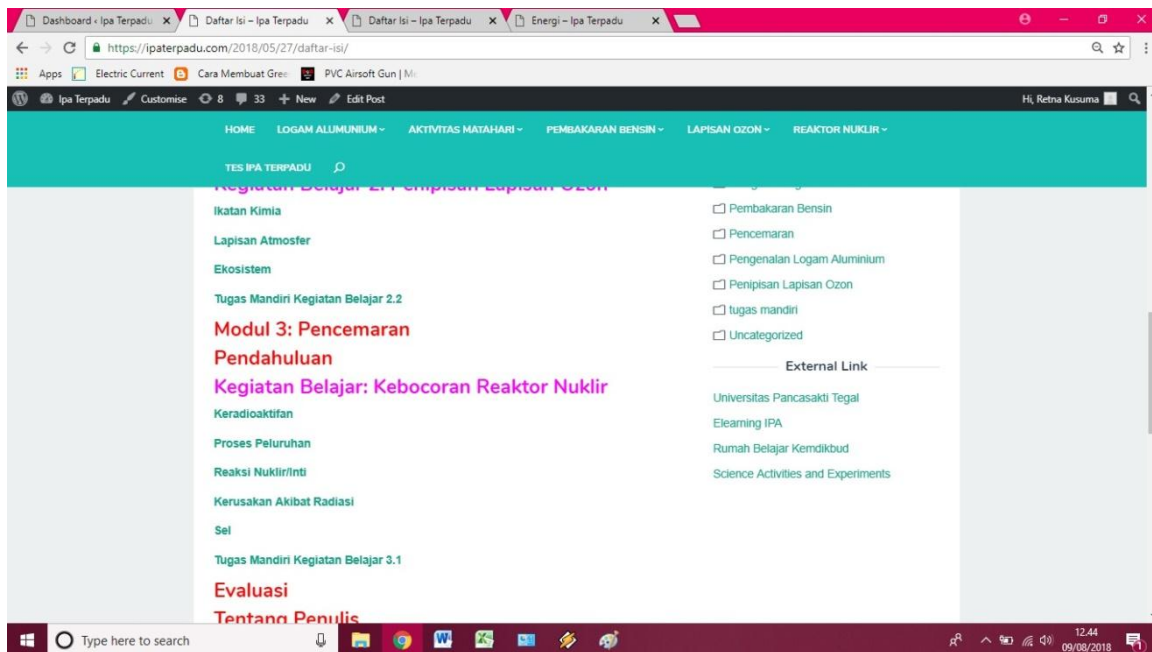 Dashboard ‹ Ipa Terpadu
Daftar Isi – Ipa Terpadu
Daftar Isi – Ipa Terpadu
Energi – Ipa Terpadu
https://ipaterpadu.com/2018/05/27/daftar-isi/
Apps Electric Current Cara Membuat Gree PVC Airsoft Gun |
Ipa Terpadu Customise 8 33 + New Edit Post Hi, Retna Kusuma
HOME LOGAM ALUMUNIUM AKTIVITAS MATAHARI PEMBAKARAN BENSIN LAPISAN OZON REAKTOR NUKLIR
TES IPA TERPADU
Kegiatan Belajar 2: Penipisan Lapisan Ozon
Ikatan Kimia
Lapisan Atmosfer
Ekosistem
Tugas Mandiri Kegiatan Belajar 2.2
Modul 3: Pencemaran
Pendahuluan
Kegiatan Belajar: Kebocoran Reaktor Nuklir
Keradioaktifan
Proses Peluruhan
Reaksi Nuklir/Inti
Kerusakan Akibat Radiasi
Sel
Tugas Mandiri Kegiatan Belajar 3.1
Evaluasi
Tentang Penulis
Pembakaran Bensin
Pencemaran
Pengenalan Logam Aluminium
Penipisan Lapisan Ozon
tugas mandiri
Uncategorized
External Link
Universitas Pancasakti Tegal
Elearning IPA
Rumah Belajar Kemdikbud
Science Activities and Experiments
Type here to search
12.44
09/08/2018